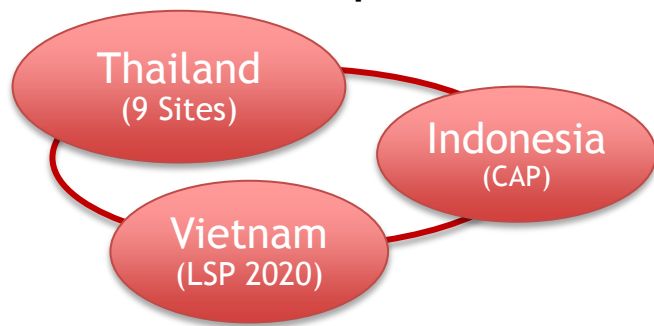 Thailand
(9 Sites)
Indonesia
(CAP)
Vietnam
(LSP 2020)